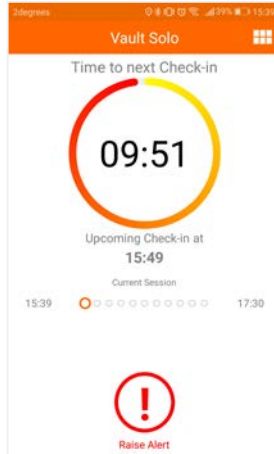 2degrees 39% 15:39
Vault Solo
Time to next Check-in
09:51
Upcoming Check-in at
15:49
Current Session
15:39 17:30
!
Raise Alert